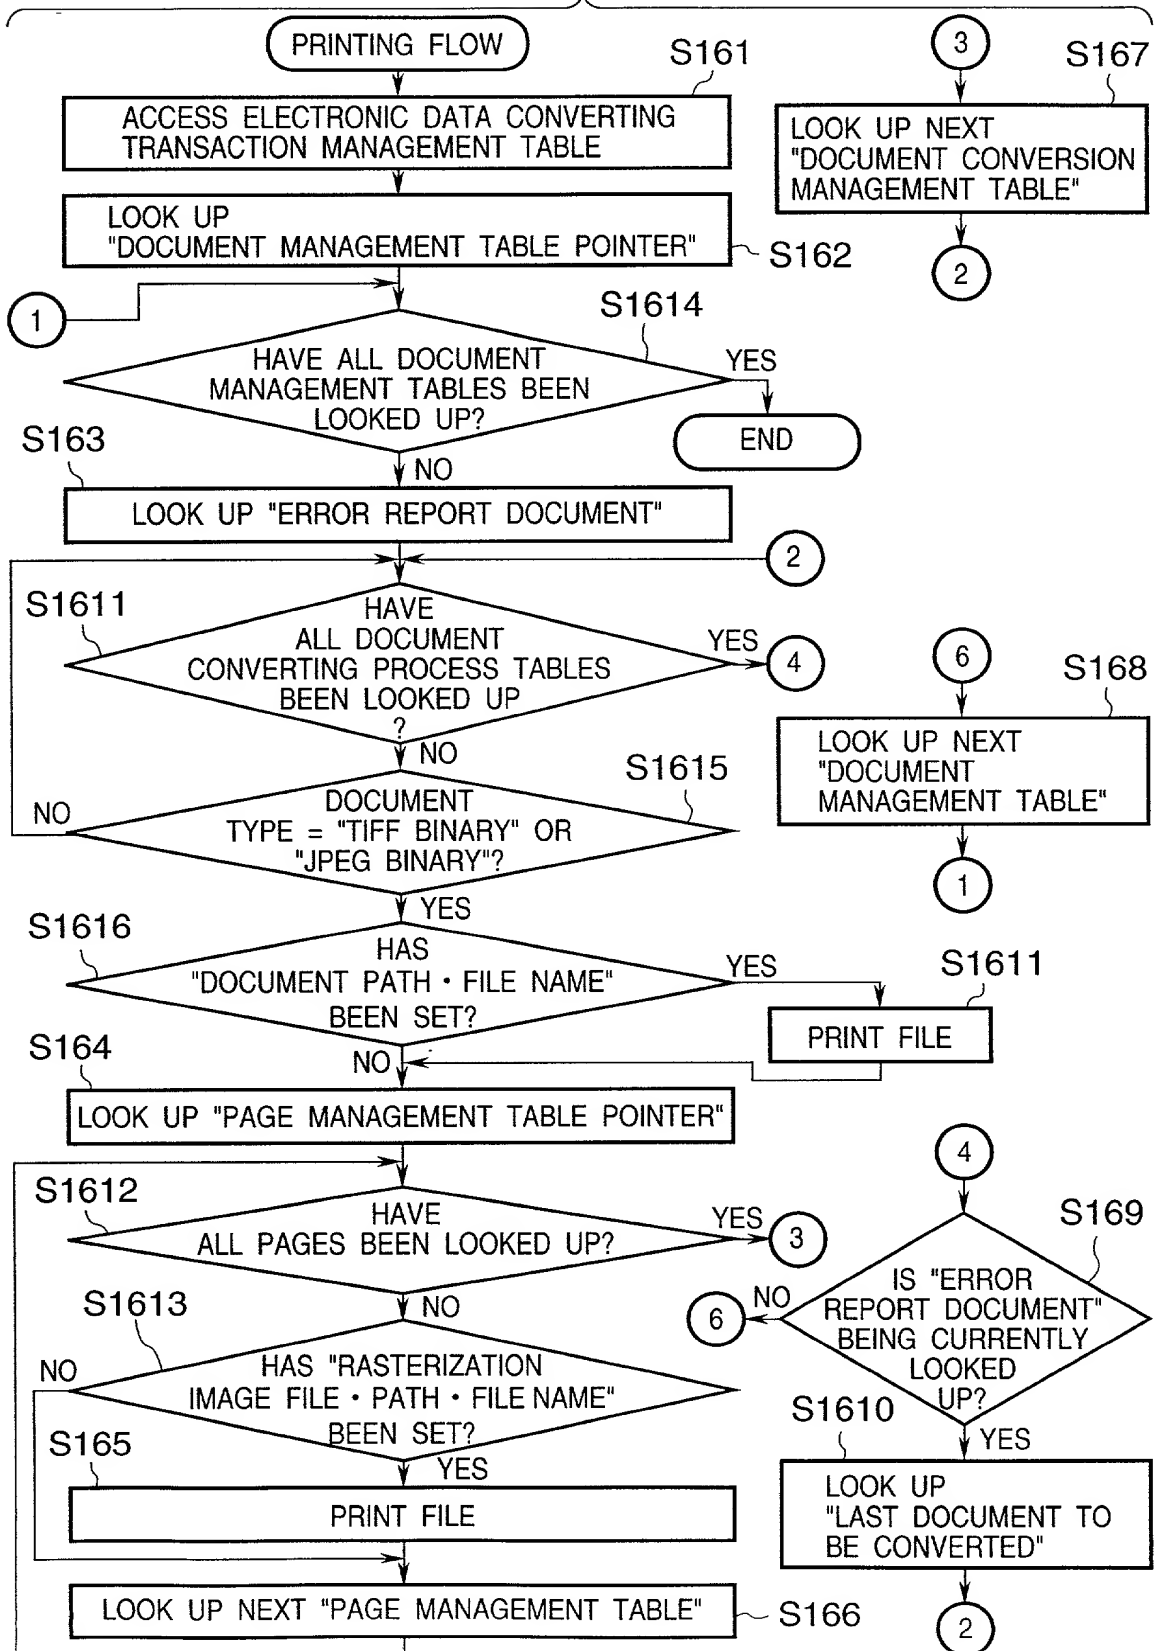 PRINTING FLOW
S161
ACCESS ELECTRONIC DATA CONVERTING
TRANSACTION MANAGEMENT TABLE
LOOK UP
"DOCUMENT MANAGEMENT TABLE POINTER"
S162
1
S1614
HAVE ALL DOCUMENT
MANAGEMENT TABLES BEEN
LOOKED UP?
YES
END
NO
S163
LOOK UP "ERROR REPORT DOCUMENT"
2
S1611
HAVE
ALL DOCUMENT
CONVERTING PROCESS TABLES
BEEN LOOKED UP
?
YES
4
NO
S1615
DOCUMENT
TYPE = "TIFF BINARY" OR
"JPEG BINARY"?
NO
YES
S1616
HAS
"DOCUMENT PATH・FILE NAME"
BEEN SET?
YES
S1611
PRINT FILE
NO
S164
LOOK UP "PAGE MANAGEMENT TABLE POINTER"
S1612
HAVE
ALL PAGES BEEN LOOKED UP?
YES
3
NO
S1613
HAS "RASTERIZATION
IMAGE FILE・PATH・FILE NAME"
BEEN SET?
NO
YES
S165
PRINT FILE
LOOK UP NEXT "PAGE MANAGEMENT TABLE"
S166
3
S167
LOOK UP NEXT
"DOCUMENT CONVERSION
MANAGEMENT TABLE"
2
6
S168
LOOK UP NEXT
"DOCUMENT
MANAGEMENT TABLE"
1
4
S169
IS "ERROR
REPORT DOCUMENT"
BEING CURRENTLY
LOOKED
UP?
NO
6
YES
S1610
LOOK UP
"LAST DOCUMENT TO
BE CONVERTED"
2